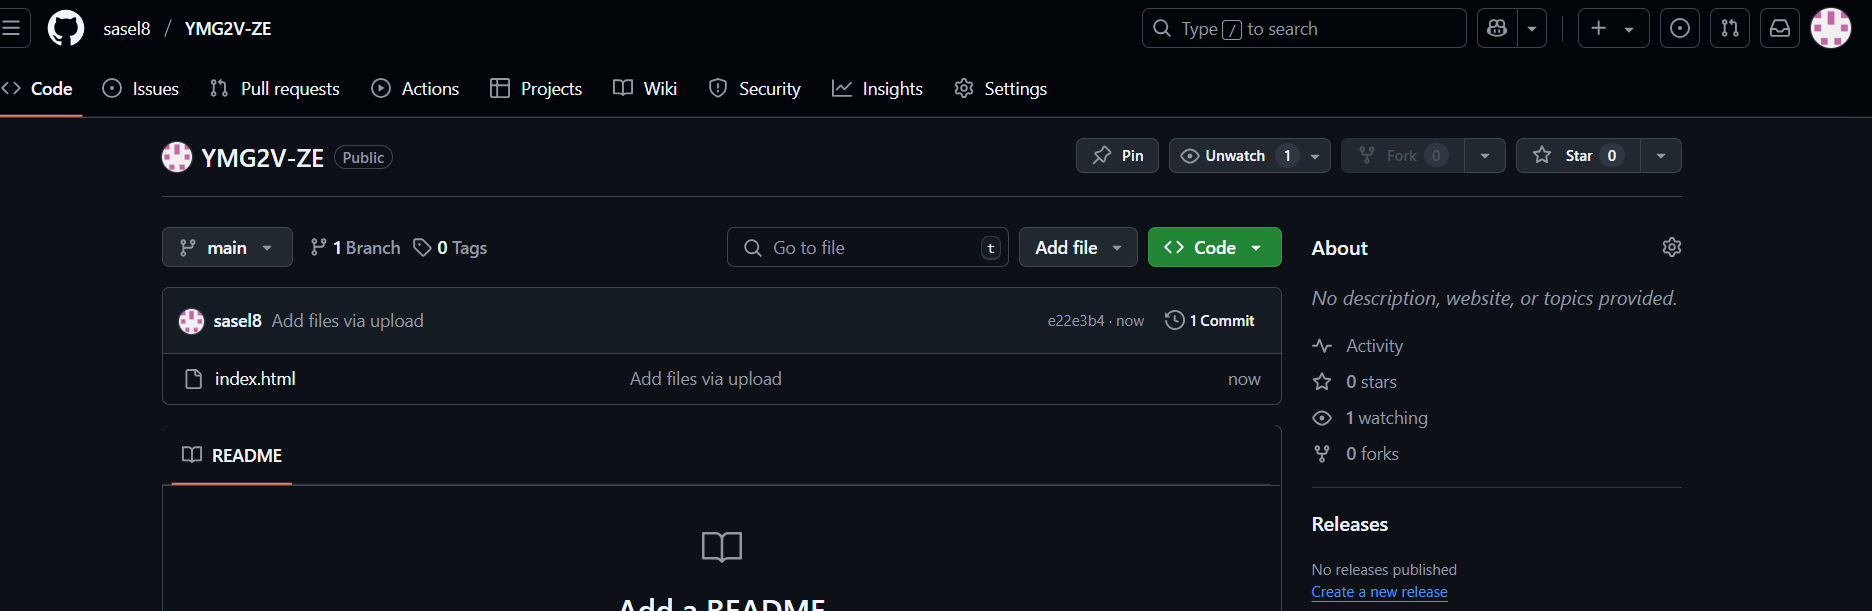 sasel8 / YMG2V-ZE
Type / to search
Code
Issues
Pull requests
Actions
Projects
Wiki
Security
Insights
Settings
YMG2V-ZE Public
Pin
Unwatch 1
Fork 0
Star 0
main
1 Branch
0 Tags
Go to file t
Add file
Code
sasel8 Add files via upload
e22e3b4 · now
1 Commit
index.html
Add files via upload
now
README
Add a README
About
No description, website, or topics provided.
Activity
0 stars
1 watching
0 forks
Releases
No releases published
Create a new release